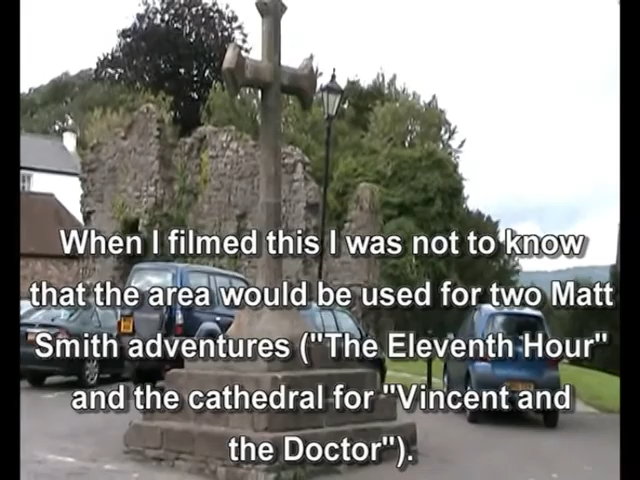 When I filmed this I was not to know
that the area would be used for two Matt
Smith adventures ("The Eleventh Hour"
and the cathedral for "Vincent and
the Doctor").